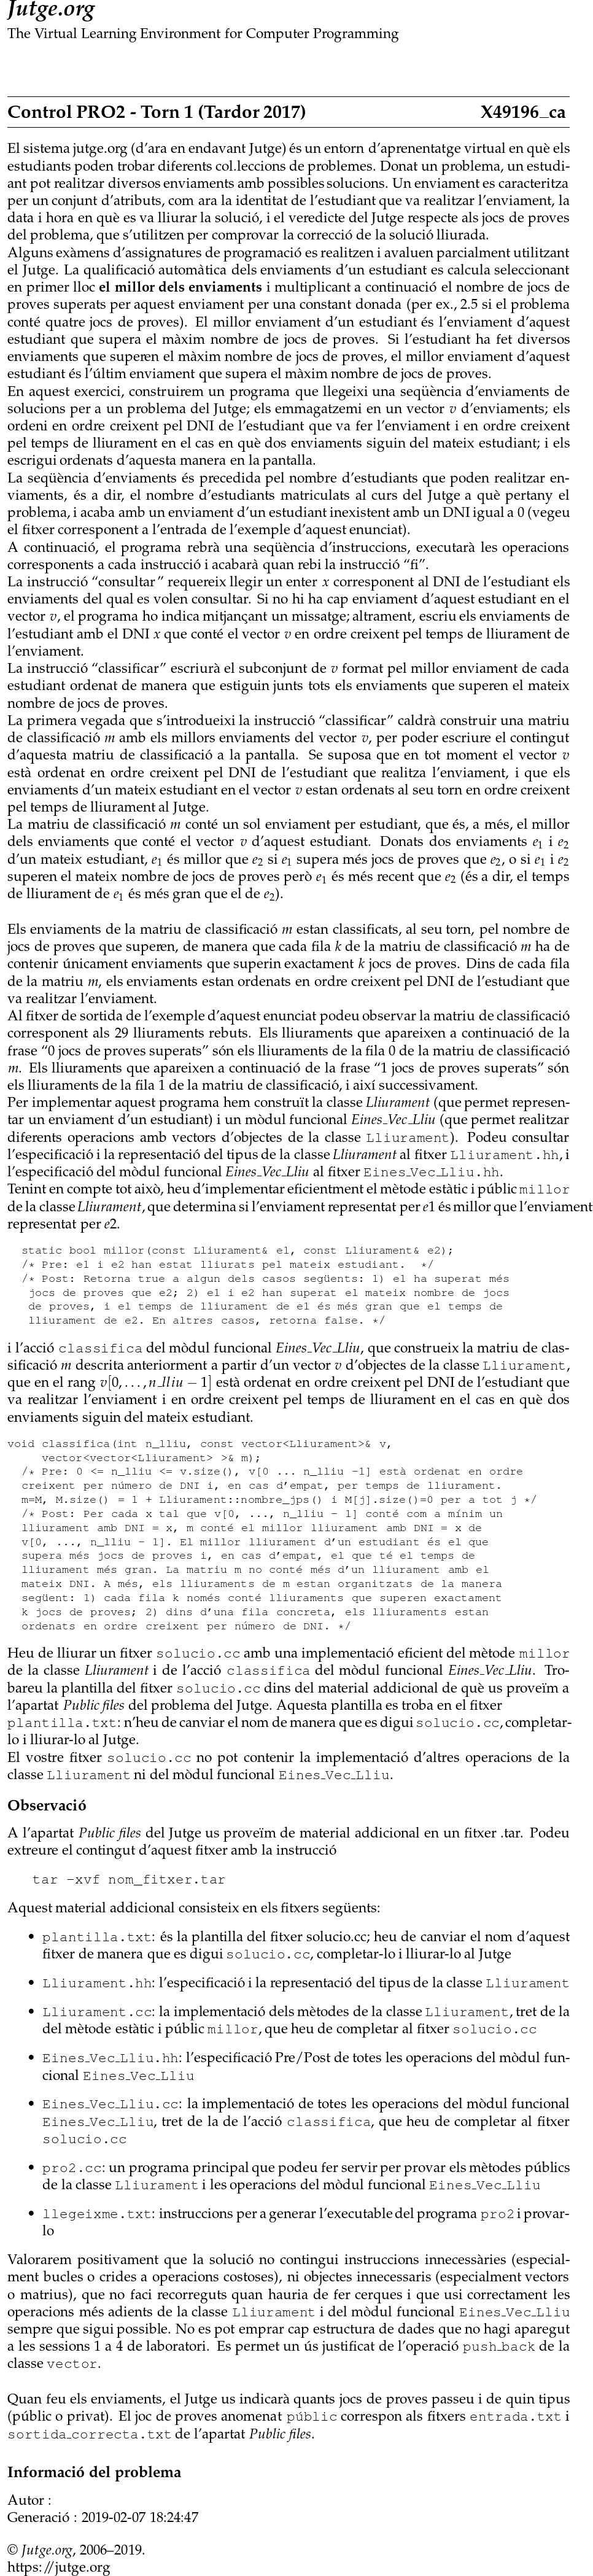 Jutge.org
The Virtual Learning Environment for Computer Programming
Control PRO2 - Torn 1 (Tardor 2017) X49196_ca
El sistema jutge.org (d'ara en endavant Jutge) és un entorn d'aprenentatge virtual en què els
estudiants poden trobar diferents col.leccions de problemes. Donat un problema, un estudi-
ant pot realitzar diversos enviaments amb possibles solucions. Un enviament es caracteritza
per un conjunt d'atributs, com ara la identitat de l'estudiant que va realitzar l'enviament, la
data i hora en què es va lliurar la solució, i el veredicte del Jutge respecte als jocs de proves
del problema, que s'utilitzen per comprovar la correcció de la solució lliurada.
Alguns exàmens d'assignatures de programació es realitzen i avaluen parcialment utilitzant
el Jutge. La qualificació automàtica dels enviaments d'un estudiant es calcula seleccionant
en primer lloc el millor dels enviaments i multiplicant a continuació el nombre de jocs de
proves superats per aquest enviament per una constant donada (per ex., 2.5 si el problema
conté quatre jocs de proves). El millor enviament d'un estudiant és l'enviament d'aquest
estudiant que supera el màxim nombre de jocs de proves. Si l'estudiant ha fet diversos
enviaments que superen el màxim nombre de jocs de proves, el millor enviament d'aquest
estudiant és l'últim enviament que supera el màxim nombre de jocs de proves.
En aquest exercici, construirem un programa que llegeixi una seqüència d'enviaments de
solucions per a un problema del Jutge; els emmagatzemi en un vector v d'enviaments; els
ordeni en ordre creixent pel DNI de l'estudiant que va fer l'enviament i en ordre creixent
pel temps de lliurament en el cas en què dos enviaments siguin del mateix estudiant; i els
escrigui ordenats d'aquesta manera en la pantalla.
La seqüència d'enviaments és precedida pel nombre d'estudiants que poden realitzar en-
viaments, és a dir, el nombre d'estudiants matriculats al curs del Jutge a què pertany el
problema, i acaba amb un enviament d'un estudiant inexistent amb un DNI igual a 0 (vegeu
el fitxer corresponent a l'entrada de l'exemple d'aquest enunciat).
A continuació, el programa rebrà una seqüència d'instruccions, executarà les operacions
corresponents a cada instrucció i acabarà quan rebi la instrucció "fi".
La instrucció "consultar" requereix llegir un enter x corresponent al DNI de l'estudiant els
enviaments del qual es volen consultar. Si no hi ha cap enviament d'aquest estudiant en el
vector v, el programa ho indica mitjançant un missatge; altrament, escriu els enviaments de
l'estudiant amb el DNI x que conté el vector v en ordre creixent pel temps de lliurament de
l'enviament.
La instrucció "classificar" escriurà el subconjunt de v format pel millor enviament de cada
estudiant ordenat de manera que estiguin junts tots els enviaments que superen el mateix
nombre de jocs de proves.
La primera vegada que s'introdueixi la instrucció "classificar" caldrà construir una matriu
de classificació m amb els millors enviaments del vector v, per poder escriure el contingut
d'aquesta matriu de classificació a la pantalla. Se suposa que en tot moment el vector v
està ordenat en ordre creixent pel DNI de l'estudiant que realitza l'enviament, i que els
enviaments d'un mateix estudiant en el vector v estan ordenats al seu torn en ordre creixent
pel temps de lliurament al Jutge.
La matriu de classificació m conté un sol enviament per estudiant, que és, a més, el millor
dels enviaments que conté el vector v d'aquest estudiant. Donats dos enviaments e1 i e2
d'un mateix estudiant, e1 és millor que e2 si e1 supera més jocs de proves que e2, o si e1 i e2
superen el mateix nombre de jocs de proves però e1 és més recent que e2 (és a dir, el temps
de lliurament de e1 és més gran que el de e2).
Els enviaments de la matriu de classificació m estan classificats, al seu torn, pel nombre de
jocs de proves que superen, de manera que cada fila k de la matriu de classificació m ha de
contenir únicament enviaments que superin exactament k jocs de proves. Dins de cada fila
de la matriu m, els enviaments estan ordenats en ordre creixent pel DNI de l'estudiant que
va realitzar l'enviament.
Al fitxer de sortida de l'exemple d'aquest enunciat podeu observar la matriu de classificació
corresponent als 29 lliuraments rebuts. Els lliuraments que apareixen a continuació de la
frase "0 jocs de proves superats" són els lliuraments de la fila 0 de la matriu de classificació
m. Els lliuraments que apareixen a continuació de la frase "1 jocs de proves superats" són
els lliuraments de la fila 1 de la matriu de classificació, i així successivament.
Per implementar aquest programa hem construït la classe Lliurament (que permet represen-
tar un enviament d'un estudiant) i un mòdul funcional Eines_Vec_Lliu (que permet realitzar
diferents operacions amb vectors d'objectes de la classe Lliurament). Podeu consultar
l'especificació i la representació del tipus de la classe Lliurament al fitxer Lliurament.hh, i
l'especificació del mòdul funcional Eines_Vec_Lliu al fitxer Eines_Vec_Lliu.hh.
Tenint en compte tot això, heu d'implementar eficientment el mètode estàtic i públic millor
de la classe Lliurament, que determina si l'enviament representat per e1 és millor que l'enviament
representat per e2.
static bool millor(const Lliurament& e1, const Lliurament& e2);
/* Pre: e1 i e2 han estat lliurats pel mateix estudiant. */
/* Post: Retorna true a algun dels casos següents: 1) e1 ha superat més
jocs de proves que e2; 2) e1 i e2 han superat el mateix nombre de jocs
de proves, i el temps de lliurament de e1 és més gran que el temps de
lliurament de e2. En altres casos, retorna false. */
i l'acció classifica del mòdul funcional Eines_Vec_Lliu, que construeix la matriu de clas-
sificació m descrita anteriorment a partir d'un vector v d'objectes de la classe Lliurament,
que en el rang v[0, . . . , n_lliu − 1] està ordenat en ordre creixent pel DNI de l'estudiant que
va realitzar l'enviament i en ordre creixent pel temps de lliurament en el cas en què dos
enviaments siguin del mateix estudiant.
void classifica(int n_lliu, const vector<Lliurament>& v,
vector<vector<Lliurament> >& m);
/* Pre: 0 <= n_lliu <= v.size(), v[0 ... n_lliu -1] està ordenat en ordre
creixent per número de DNI i, en cas d'empat, per temps de lliurament.
m=M, M.size() = 1 + Lliurament::nombre_jps() i M[j].size()=0 per a tot j */
/* Post: Per cada x tal que v[0, ..., n_lliu - 1] conté com a mínim un
lliurament amb DNI = x, m conté el millor lliurament amb DNI = x de
v[0, ..., n_lliu - 1]. El millor lliurament d'un estudiant és el que
supera més jocs de proves i, en cas d'empat, el que té el temps de
lliurament més gran. La matriu m no conté més d'un lliurament amb el
mateix DNI. A més, els lliuraments de m estan organitzats de la manera
següent: 1) cada fila k només conté lliuraments que superen exactament
k jocs de proves; 2) dins d'una fila concreta, els lliuraments estan
ordenats en ordre creixent per número de DNI. */
Heu de lliurar un fitxer solucio.cc amb una implementació eficient del mètode millor
de la classe Lliurament i de l'acció classifica del mòdul funcional Eines_Vec_Lliu. Tro-
bareu la plantilla del fitxer solucio.cc dins del material addicional de què us proveïm a
l'apartat Public files del problema del Jutge. Aquesta plantilla es troba en el fitxer
plantilla.txt: n'heu de canviar el nom de manera que es digui solucio.cc, completar-
lo i lliurar-lo al Jutge.
El vostre fitxer solucio.cc no pot contenir la implementació d'altres operacions de la
classe Lliurament ni del mòdul funcional Eines_Vec_Lliu.
Observació
A l'apartat Public files del Jutge us proveïm de material addicional en un fitxer .tar. Podeu
extreure el contingut d'aquest fitxer amb la instrucció
tar -xvf nom_fitxer.tar
Aquest material addicional consisteix en els fitxers següents:
• plantilla.txt: és la plantilla del fitxer solucio.cc; heu de canviar el nom d'aquest
fitxer de manera que es digui solucio.cc, completar-lo i lliurar-lo al Jutge
• Lliurament.hh: l'especificació i la representació del tipus de la classe Lliurament
• Lliurament.cc: la implementació dels mètodes de la classe Lliurament, tret de la
del mètode estàtic i públic millor, que heu de completar al fitxer solucio.cc
• Eines_Vec_Lliu.hh: l'especificació Pre/Post de totes les operacions del mòdul fun-
cional Eines_Vec_Lliu
• Eines_Vec_Lliu.cc: la implementació de totes les operacions del mòdul funcional
Eines_Vec_Lliu, tret de la de l'acció classifica, que heu de completar al fitxer
solucio.cc
• pro2.cc: un programa principal que podeu fer servir per provar els mètodes públics
de la classe Lliurament i les operacions del mòdul funcional Eines_Vec_Lliu
• llegeixme.txt: instruccions per a generar l'executable del programa pro2 i provar-
lo
Valorarem positivament que la solució no contingui instruccions innecessàries (especial-
ment bucles o crides a operacions costoses), ni objectes innecessaris (especialment vectors
o matrius), que no faci recorreguts quan hauria de fer cerques i que usi correctament les
operacions més adients de la classe Lliurament i del mòdul funcional Eines_Vec_Lliu
sempre que sigui possible. No es pot emprar cap estructura de dades que no hagi aparegut
a les sessions 1 a 4 de laboratori. Es permet un ús justificat de l'operació push_back de la
classe vector.
Quan feu els enviaments, el Jutge us indicarà quants jocs de proves passeu i de quin tipus
(públic o privat). El joc de proves anomenat públic correspon als fitxers entrada.txt i
sortida_correcta.txt de l'apartat Public files.
Informació del problema
Autor :
Generació : 2019-02-07 18:24:47
© Jutge.org, 2006–2019.
https://jutge.org